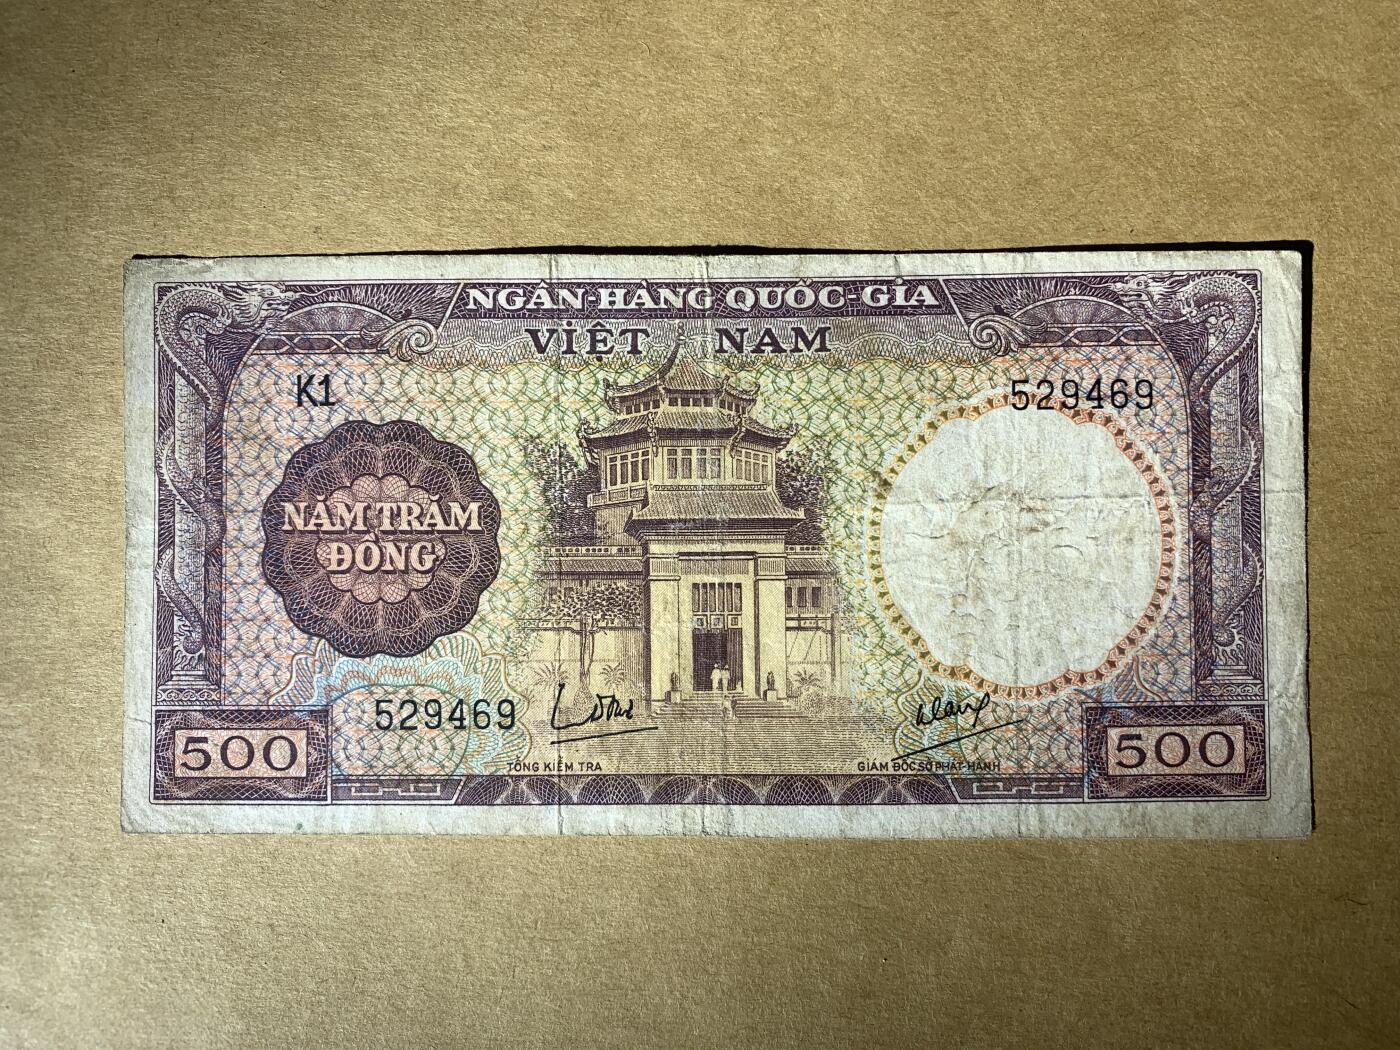 NGÂN-HÀNG QUỐC-GIA
VIỆT NAM
K1
529469
NĂM TRĂM
ĐỒNG
529469
TỔNG KIỂM TRA
GIÁM ĐỐC SỞ PHÁT-HÀNH
500
500